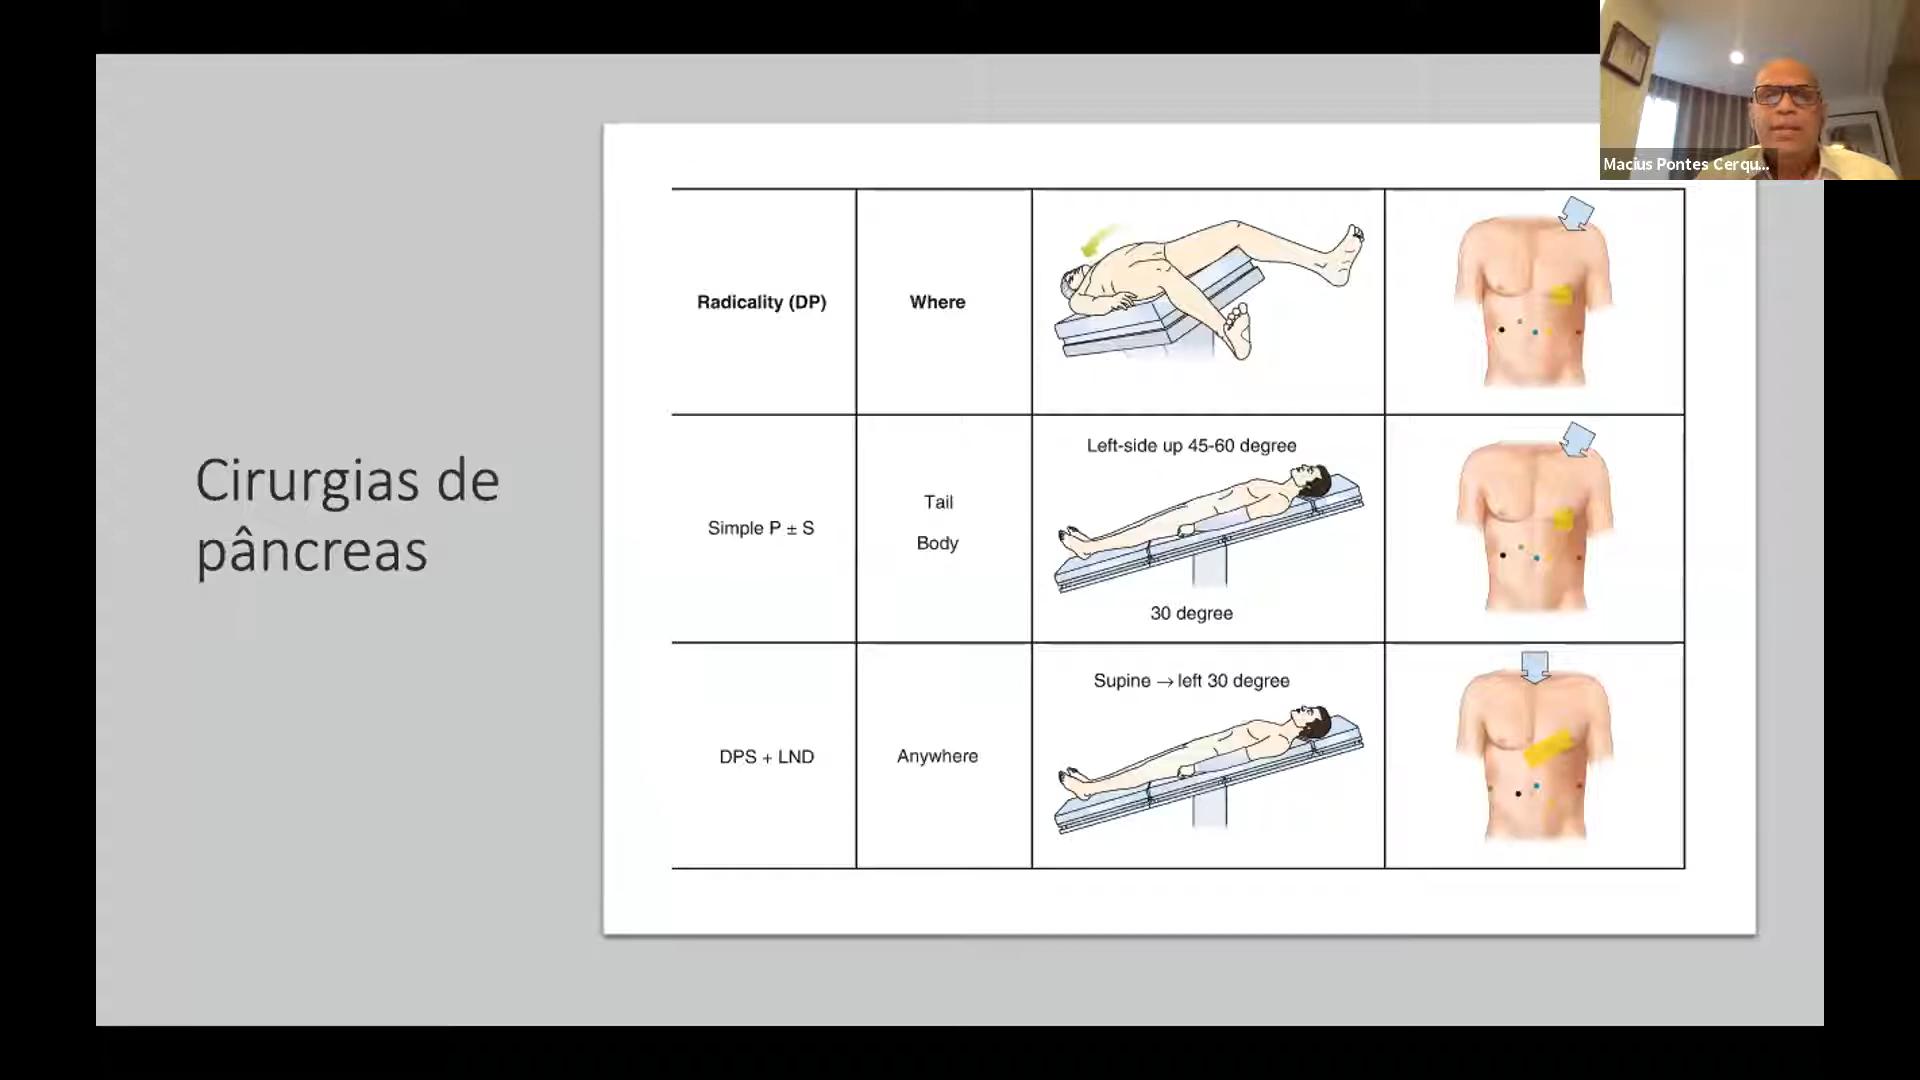 Macius Pontes Cerqu...
Cirurgias de
pâncreas
Radicality (DP)
Where
Simple P ± S
Tail
Body
Left-side up 45-60 degree
30 degree
DPS + LND
Anywhere
Supine → left 30 degree